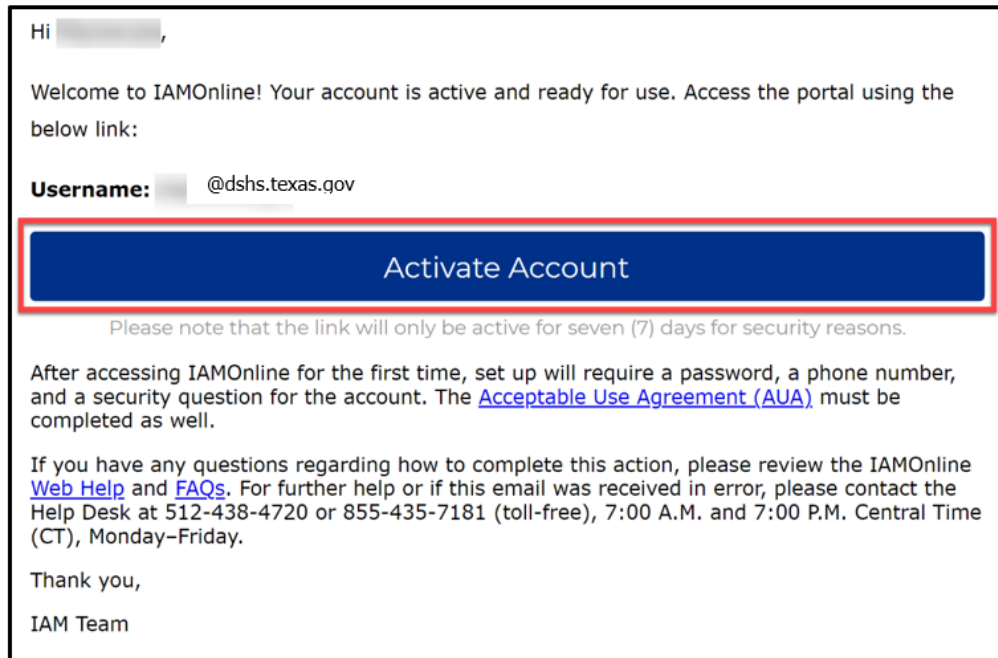 Hi ,
Welcome to IAMOnline! Your account is active and ready for use. Access the portal using the
below link:
Username: @dshs.texas.gov
Activate Account
Please note that the link will only be active for seven (7) days for security reasons.
After accessing IAMOnline for the first time, set up will require a password, a phone number,
and a security question for the account. The Acceptable Use Agreement (AUA) must be
completed as well.
If you have any questions regarding how to complete this action, please review the IAMOnline
Web Help and FAQs. For further help or if this email was received in error, please contact the
Help Desk at 512-438-4720 or 855-435-7181 (toll-free), 7:00 A.M. and 7:00 P.M. Central Time
(CT), Monday–Friday.
Thank you,
IAM Team